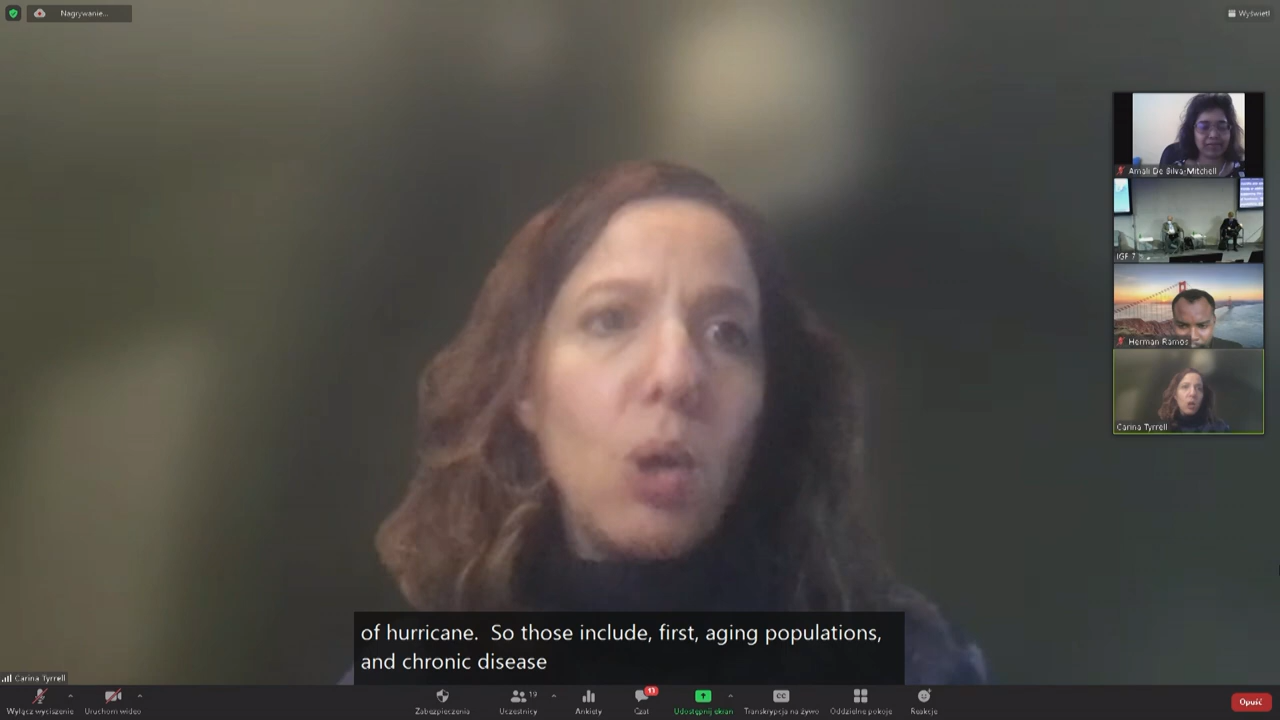 Nagrywanie...
Wyświetl
Amali De Silva-Mitchell
IGF 7
Herman Ramos
Carina Tyrrell
of hurricane.  So those include, first, aging populations,
and chronic disease
Carina Tyrrell
19
11
CC
Wyłącz wyciszenie
Uruchom wideo
Zabezpieczenia
Uczestnicy
Ankiety
Czat
Udostępnij ekran
Transkrypcja na żywo
Oddzielne pokoje
Reakcje
Opuść